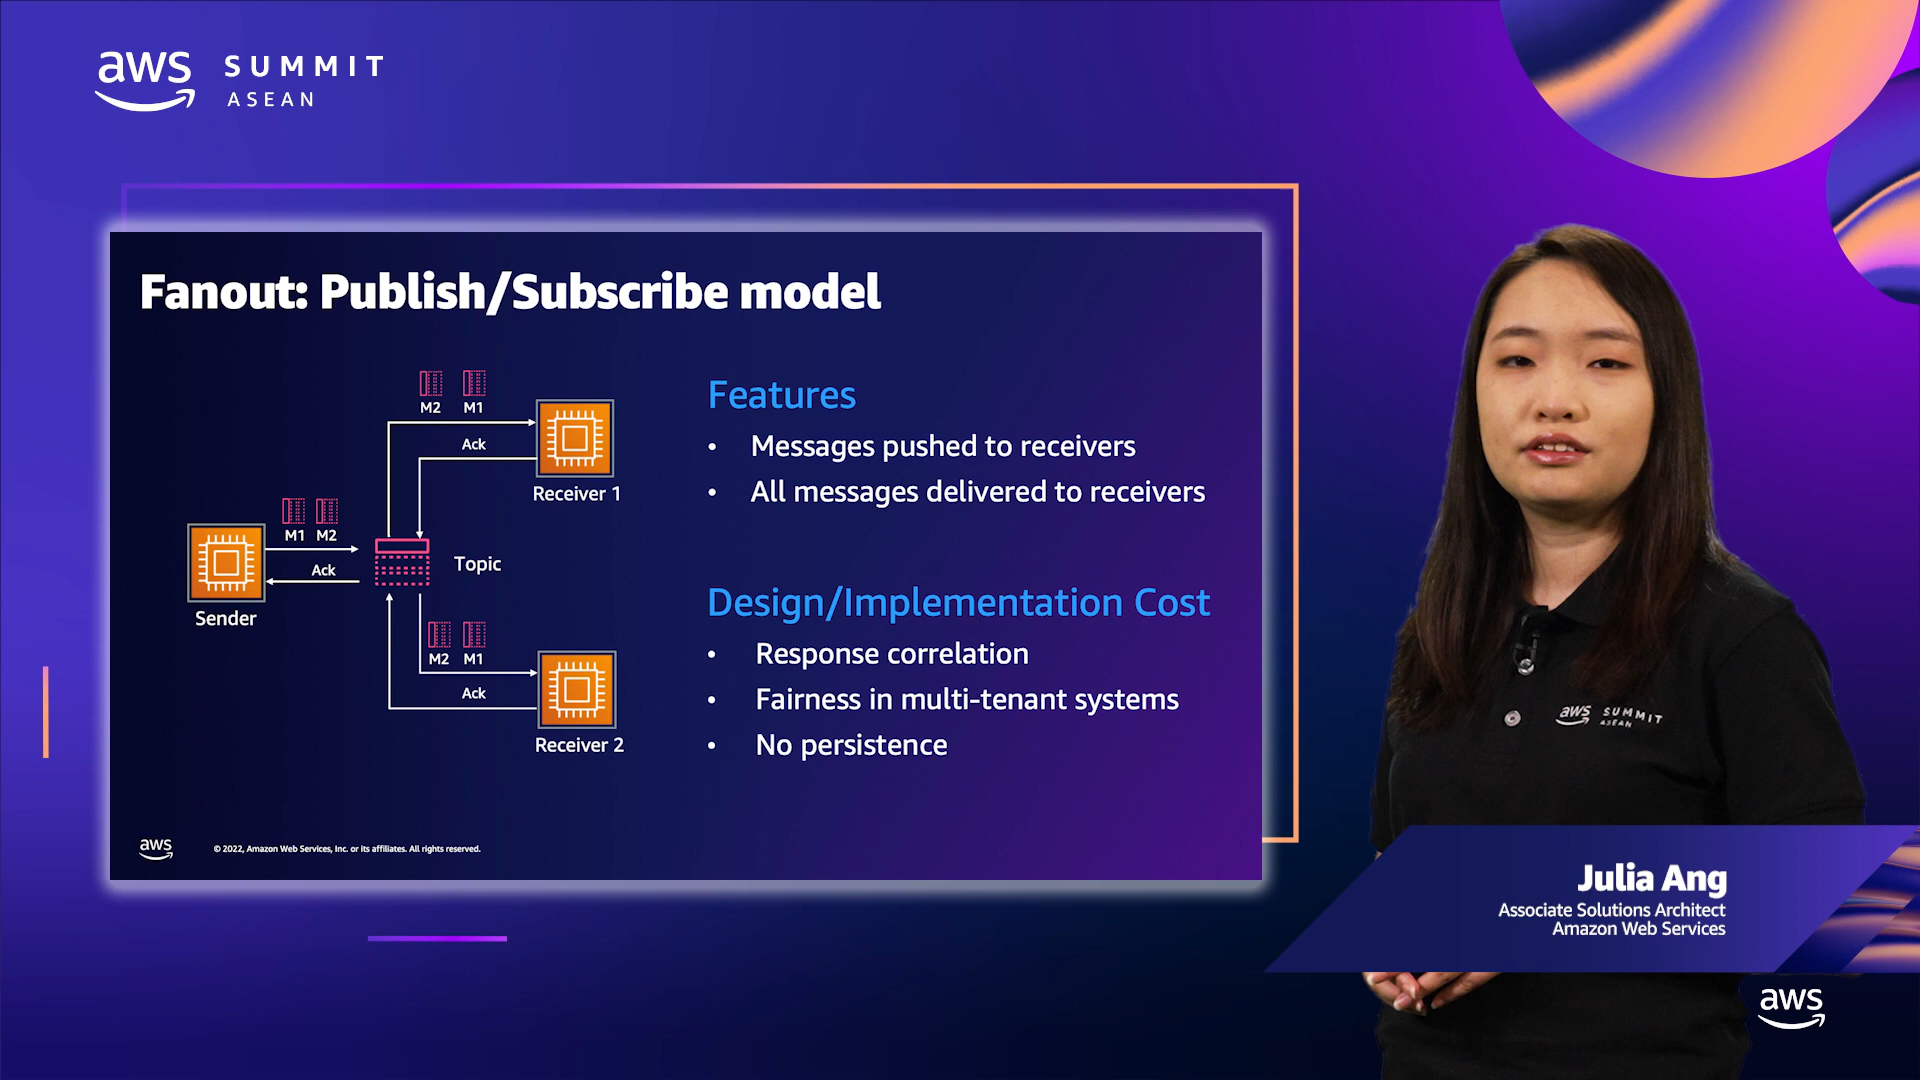 aws SUMMIT
ASEAN
Fanout: Publish/Subscribe model
M2 M1
Ack
Receiver 1
M1 M2
Ack
Sender
Topic
M2 M1
Ack
Receiver 2
Features
• Messages pushed to receivers
• All messages delivered to receivers
Design/Implementation Cost
• Response correlation
• Fairness in multi-tenant systems
• No persistence
aws
© 2022, Amazon Web Services, Inc. or its affiliates. All rights reserved.
aws SUMMIT
ASEAN
Julia Ang
Associate Solutions Architect
Amazon Web Services
aws